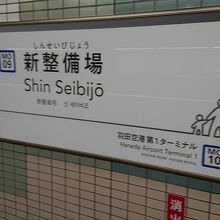 MO
09
しんせいびじょう
新整備場
Shin Seibijō
新整备场 신 세이비조
羽田空港第1ターミナル
Haneda Airport Terminal 1
MO
10
消火